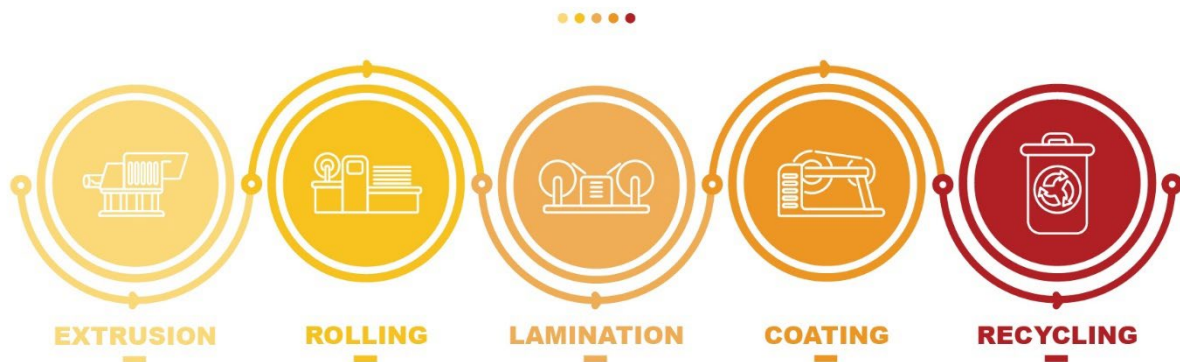 EXTRUSION
ROLLING
LAMINATION
COATING
RECYCLING